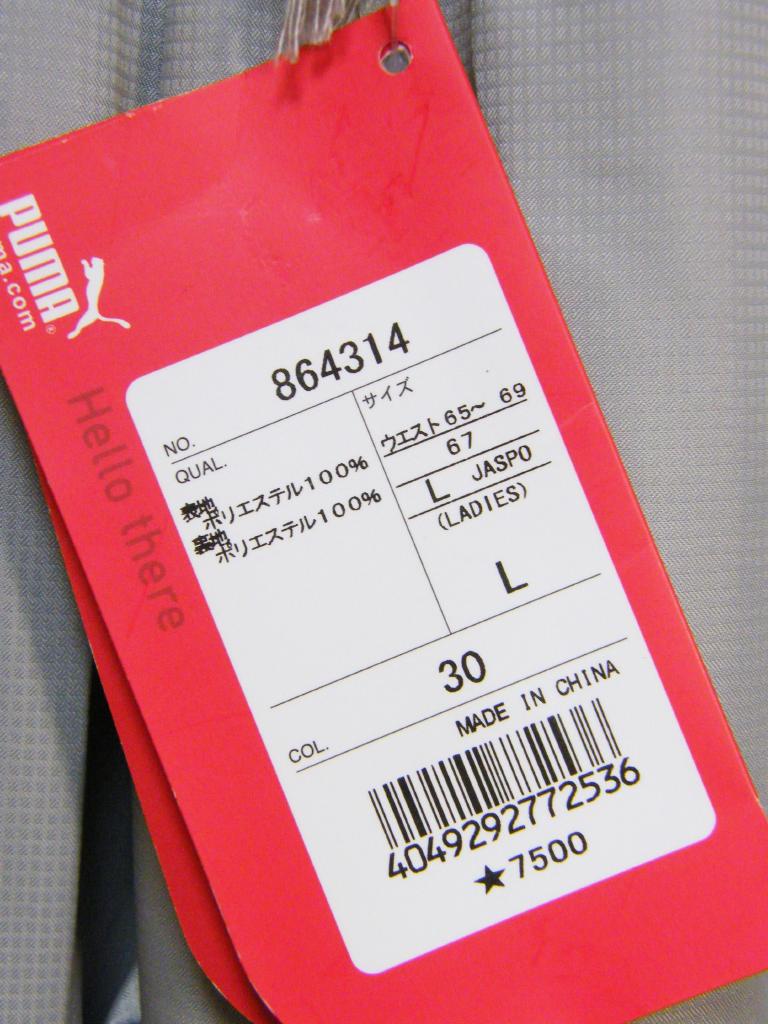 PUMA®
ma.com
Hello there
864314
NO.
サイズ
QUAL.
ウエスト65〜 69
67
表地
ポリエステル100%
L JASPO
裏地
ポリエステル100%
(LADIES)
L
30
COL.
MADE IN CHINA
4049292772536
★7500